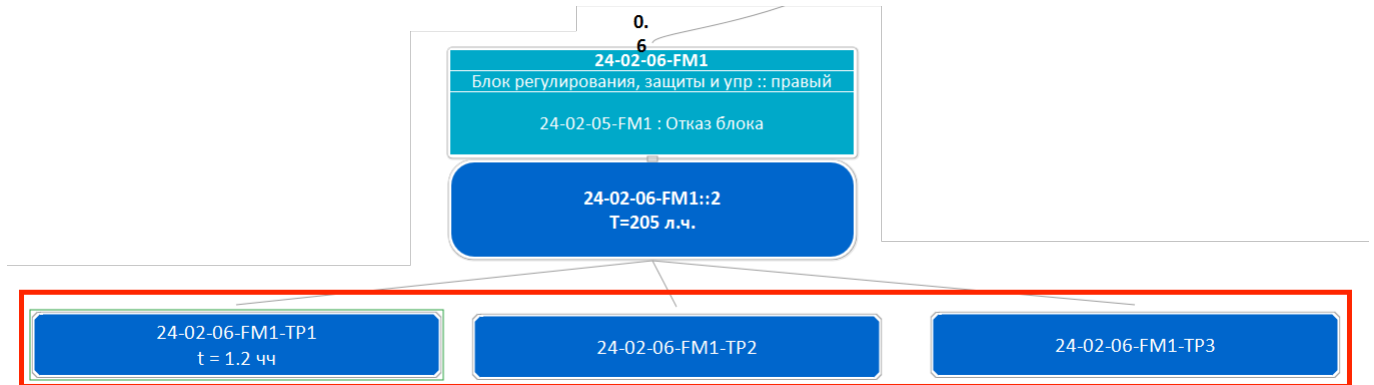 0.
6
24-02-06-FM1
Блок регулирования, защиты и упр :: правый
24-02-05-FM1 : Отказ блока
24-02-06-FM1::2
T=205 л.ч.
24-02-06-FM1-TP1
t = 1.2 чч
24-02-06-FM1-TP2
24-02-06-FM1-TP3